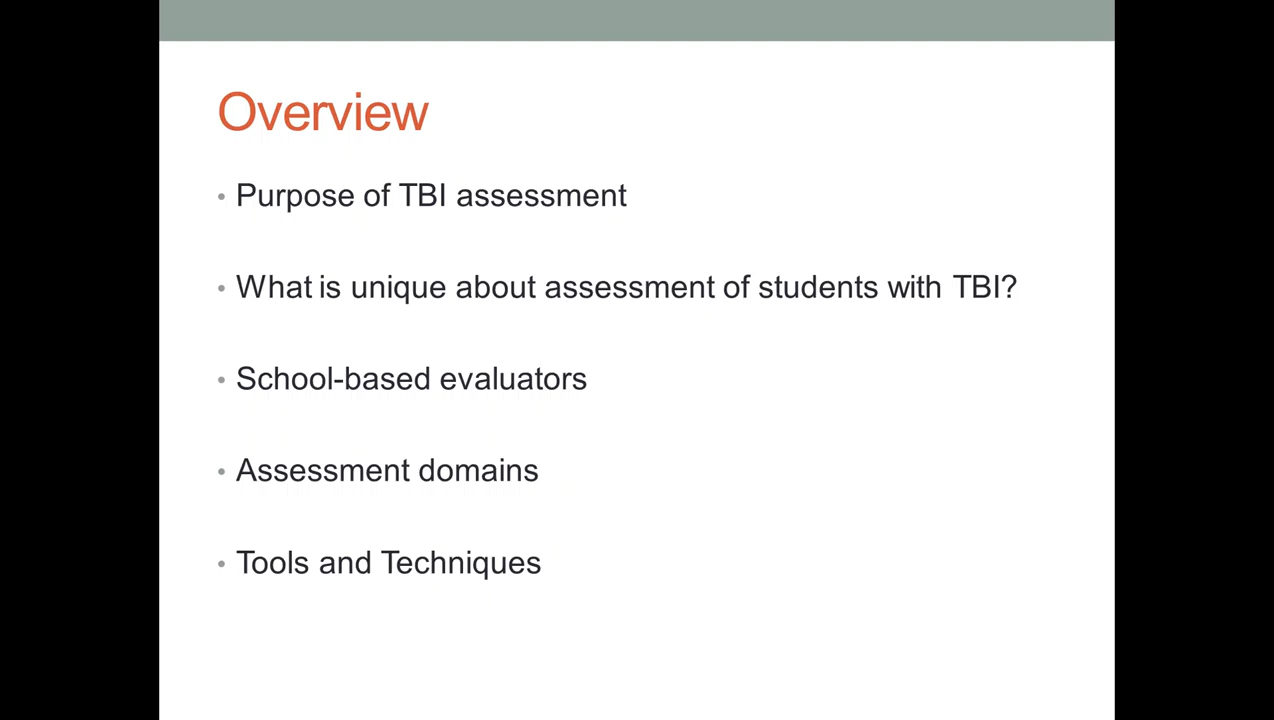 Overview
• Purpose of TBI assessment
• What is unique about assessment of students with TBI?
• School-based evaluators
• Assessment domains
• Tools and Techniques